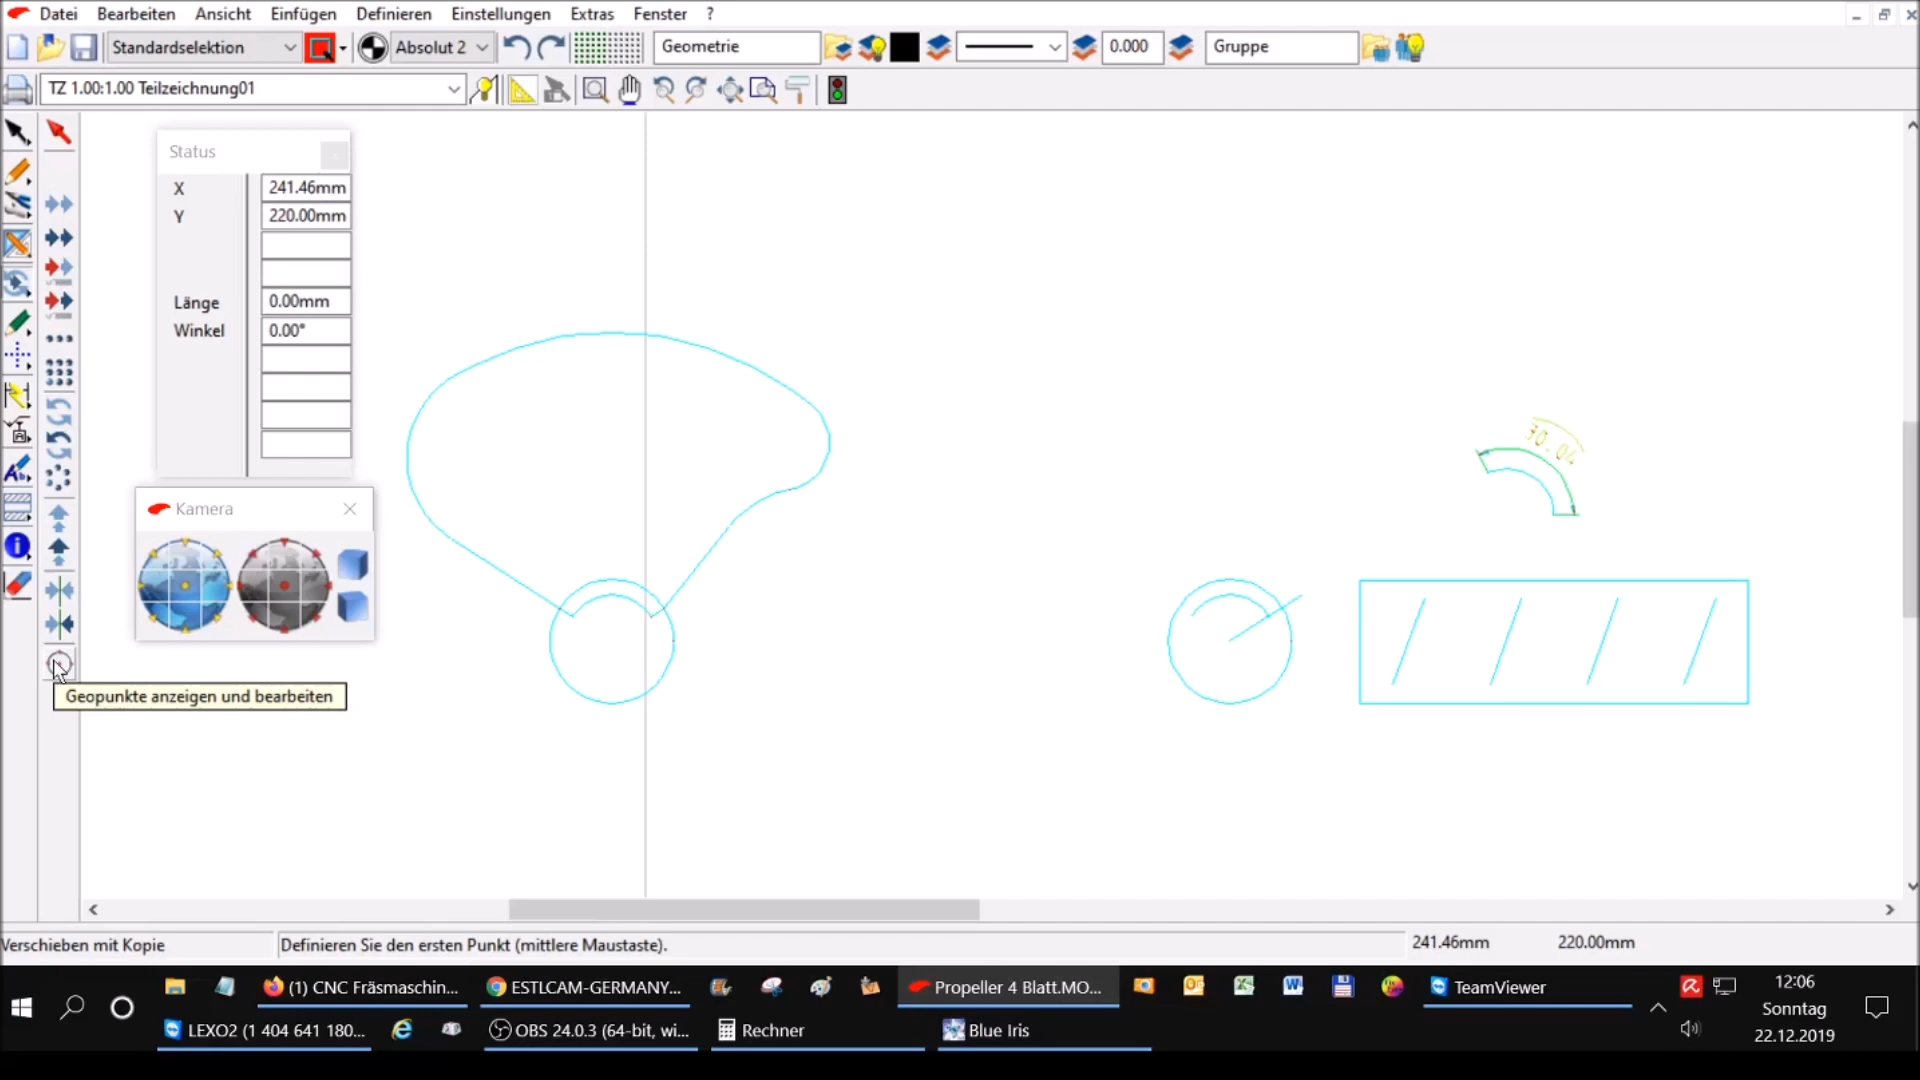 Datei Bearbeiten Ansicht Einfügen Definieren Einstellungen Extras Fenster ?
Standardselektion Absolut 2 Geometrie 0.000 Gruppe
TZ 1.00:1.00 Teilzeichnung01
Status
X 241.46mm
Y 220.00mm
Länge 0.00mm
Winkel 0.00°
30.04
Kamera
Geopunkte anzeigen und bearbeiten
Verschieben mit Kopie Definieren Sie den ersten Punkt (mittlere Maustaste). 241.46mm 220.00mm
(1) CNC Fräsmaschin... ESTLCAM-GERMANY... Propeller 4 Blatt.MO... TeamViewer
12:06
Sonntag
22.12.2019
LEXO2 (1 404 641 180... OBS 24.0.3 (64-bit, wi... Rechner Blue Iris